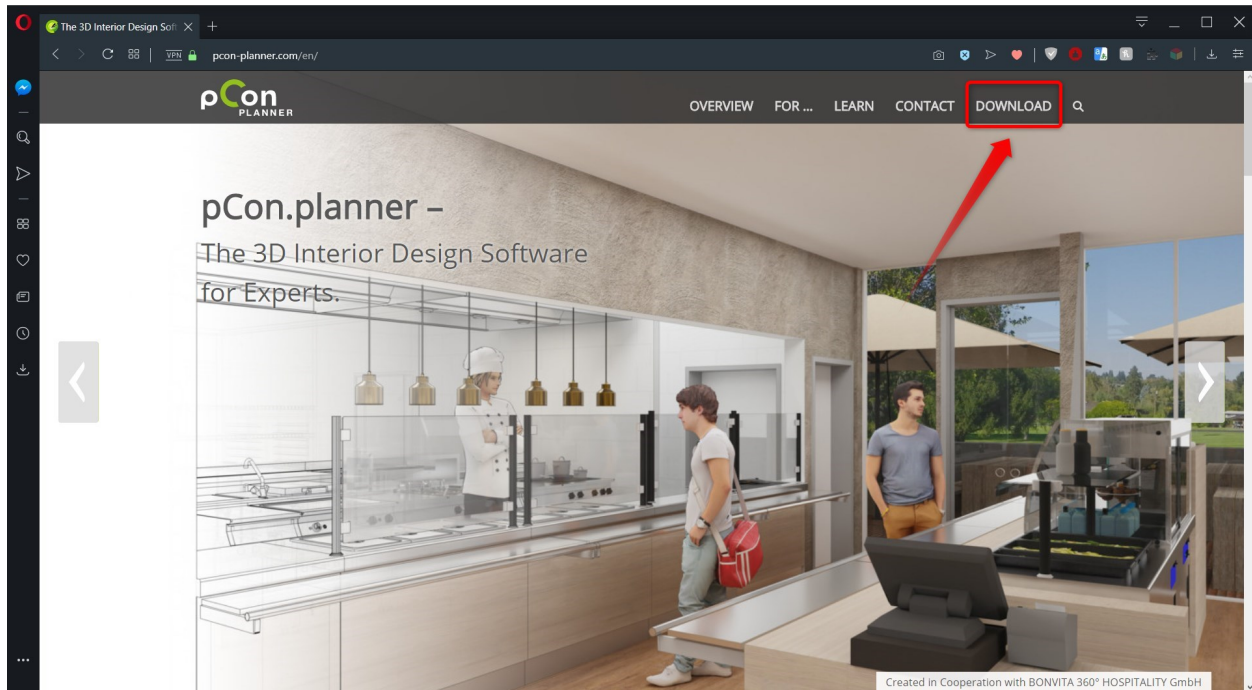 The 3D Interior Design Soft
VPN
pcon-planner.com/en/
pCon
PLANNER
OVERVIEW FOR ... LEARN CONTACT DOWNLOAD
pCon.planner –
The 3D Interior Design Software
for Experts.
Created in Cooperation with BONVITA 360° HOSPITALITY GmbH